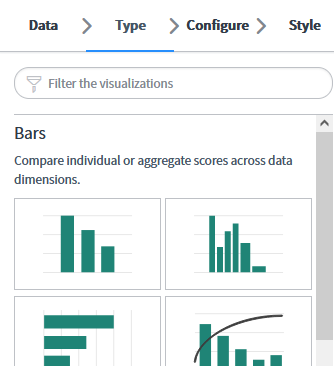 Data > Type > Configure > Style
Filter the visualizations
Bars
Compare individual or aggregate scores across data
dimensions.